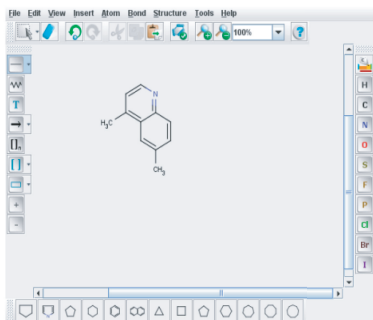 File Edit View Insert Atom Bond Structure Tools Help
100% ?
T
[]n
[ ]
+
-
H
C
N
O
S
F
P
Cl
Br
I
N
H₃C
CH₃